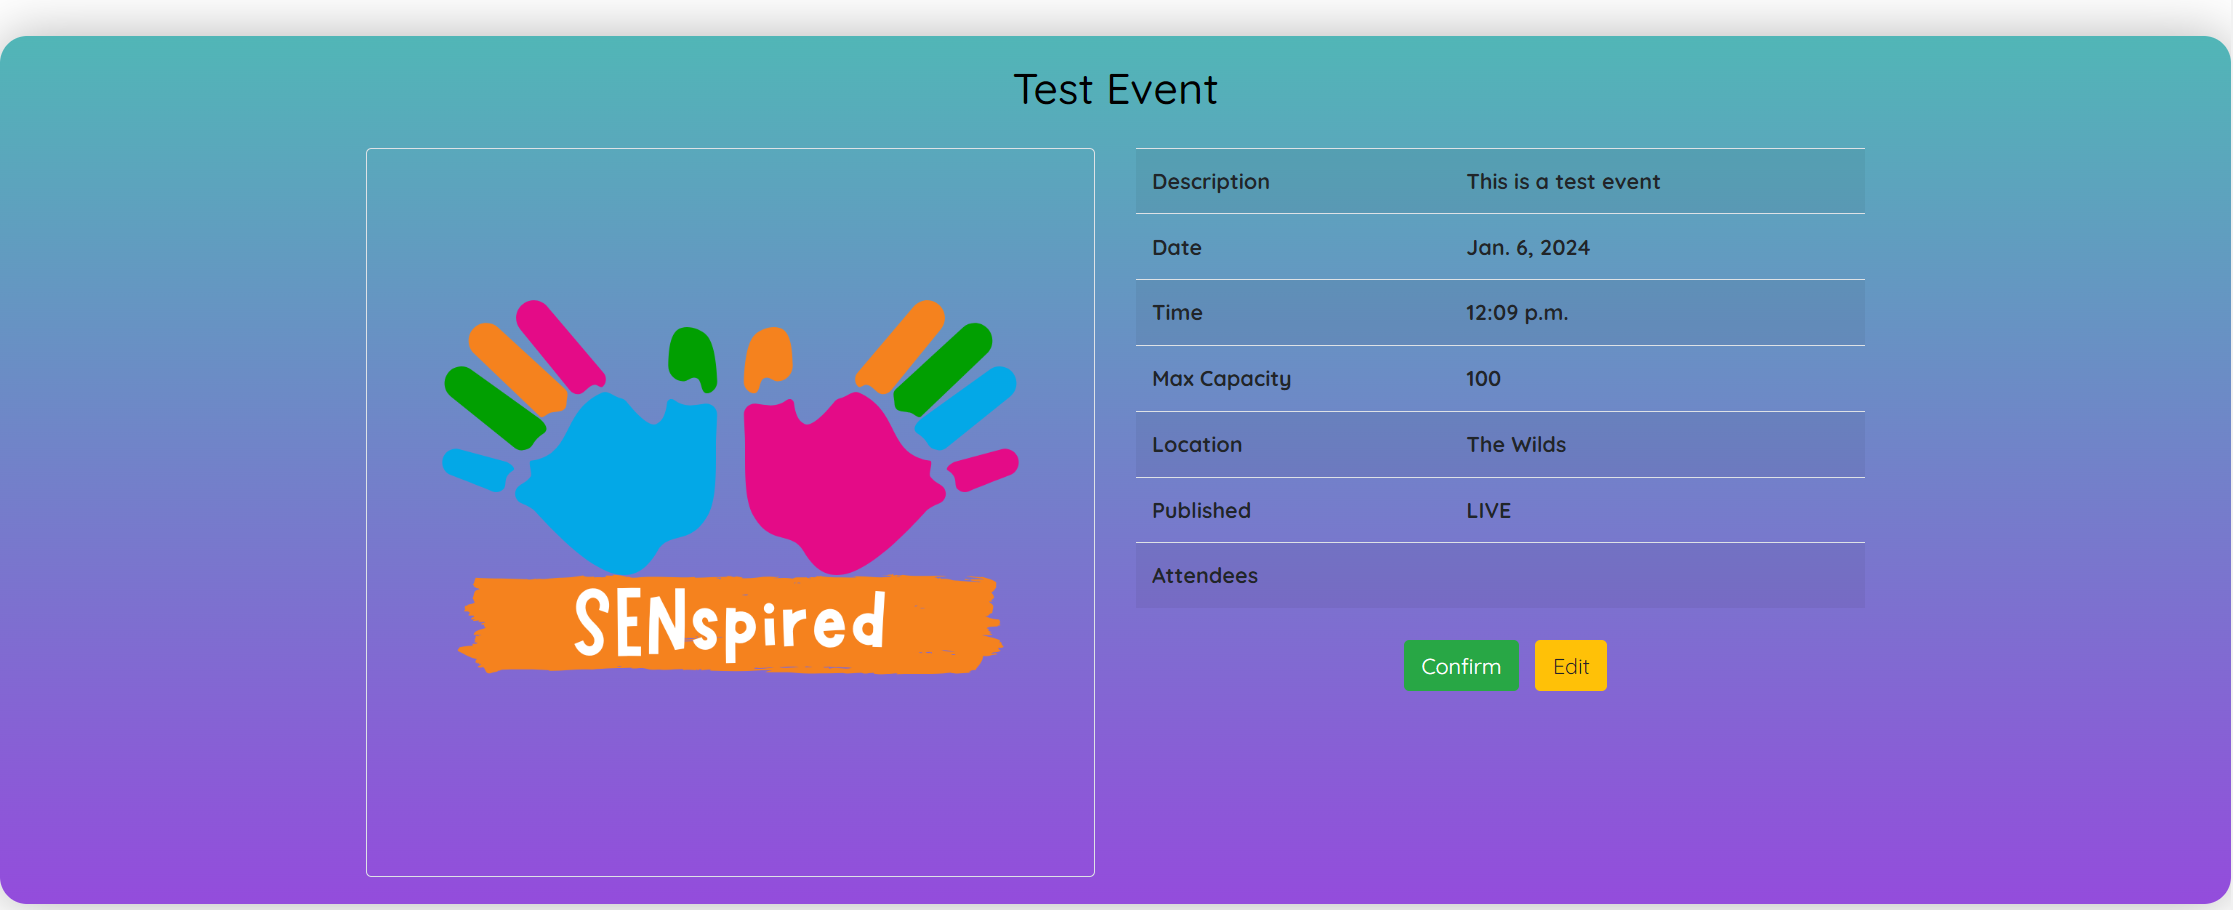 Test Event
SENspired
Description This is a test event
Date Jan. 6, 2024
Time 12:09 p.m.
Max Capacity 100
Location The Wilds
Published LIVE
Attendees
Confirm Edit